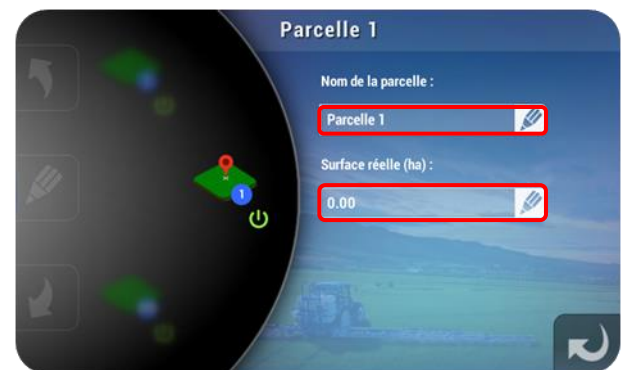 Parcelle 1
Nom de la parcelle :
Parcelle 1
Surface réelle (ha) :
0.00
1